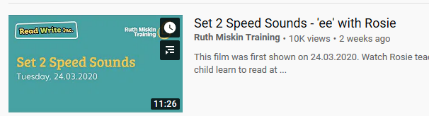 Read Write Inc.
Ruth Miskin
Training
Set 2 Speed Sounds
Tuesday, 24.03.2020
11:26
Set 2 Speed Sounds - 'ee' with Rosie
Ruth Miskin Training • 10K views • 2 weeks ago
This film was first shown on 24.03.2020. Watch Rosie teac
child learn to read at ...